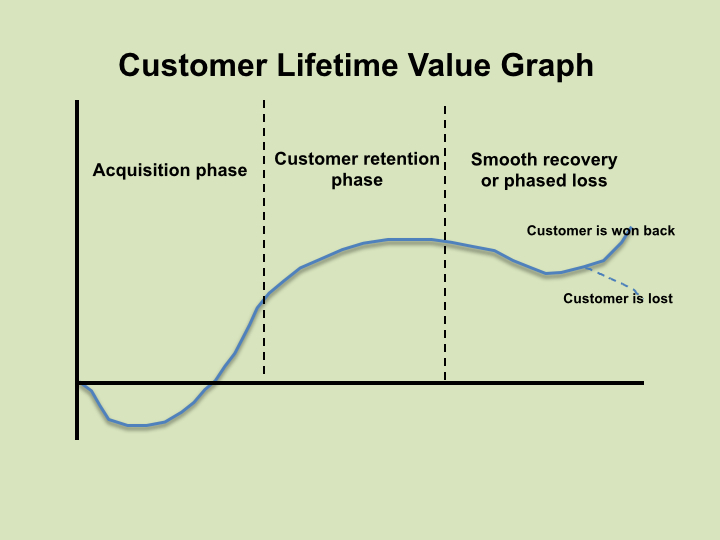 Customer Lifetime Value Graph
Acquisition phase
Customer retention
phase
Smooth recovery
or phased loss
Customer is won back
Customer is lost